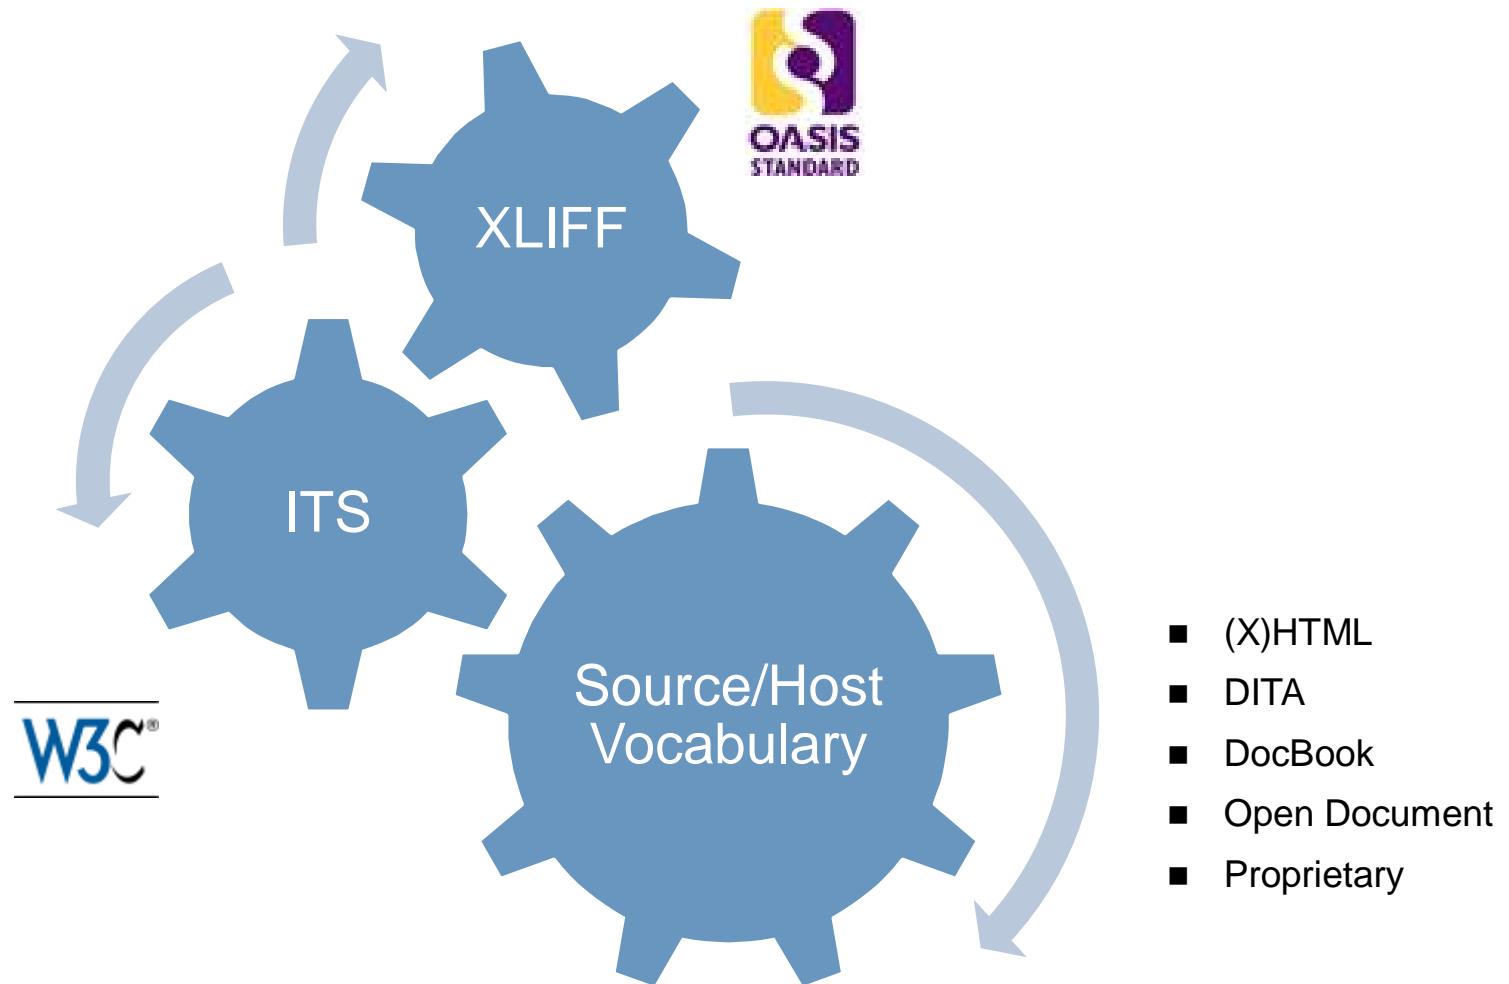 OASIS
STANDARD
XLIFF
ITS
Source/Host
Vocabulary
W3C®
(X)HTML
DITA
DocBook
Open Document
Proprietary